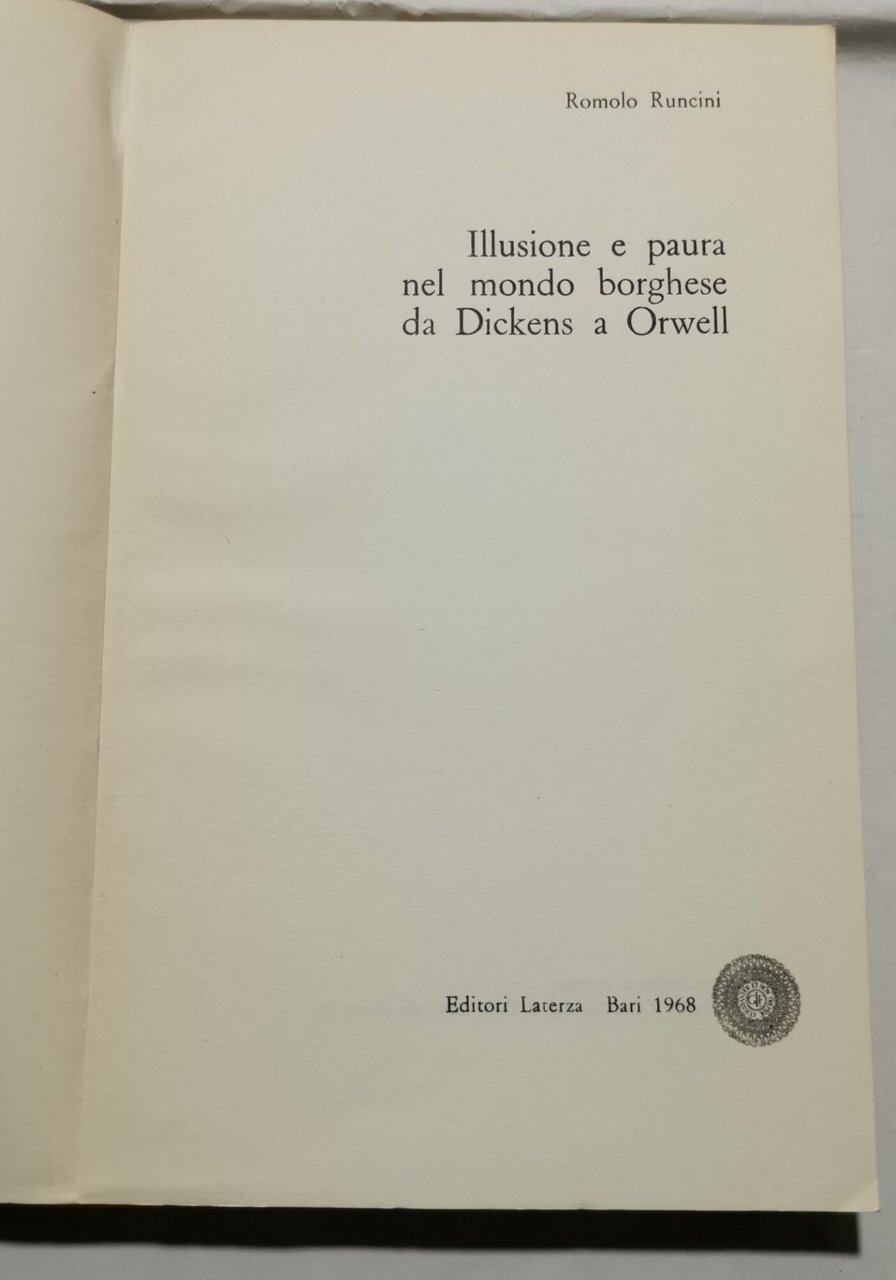 Romolo Runcini
Illusione e paura
nel mondo borghese
da Dickens a Orwell
Editori Laterza Bari 1968